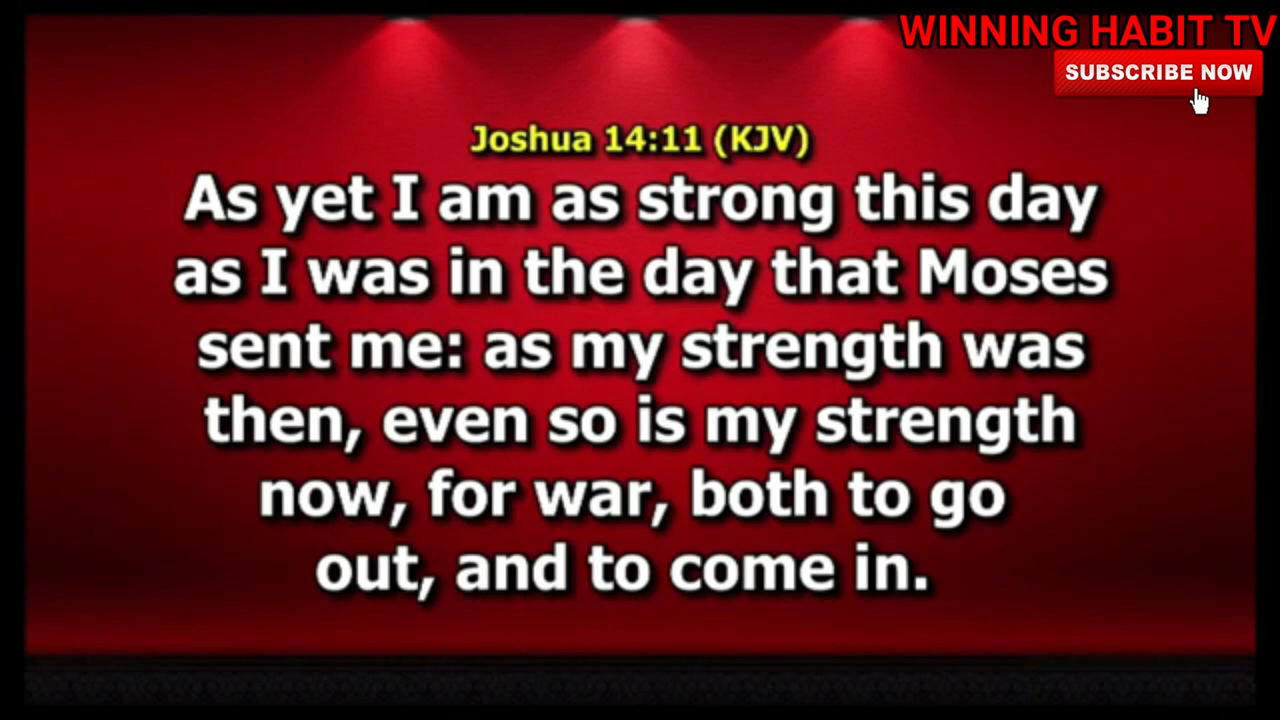 WINNING HABIT TV
SUBSCRIBE NOW
Joshua 14:11 (KJV)
As yet I am as strong this day
as I was in the day that Moses
sent me: as my strength was
then, even so is my strength
now, for war, both to go
out, and to come in.